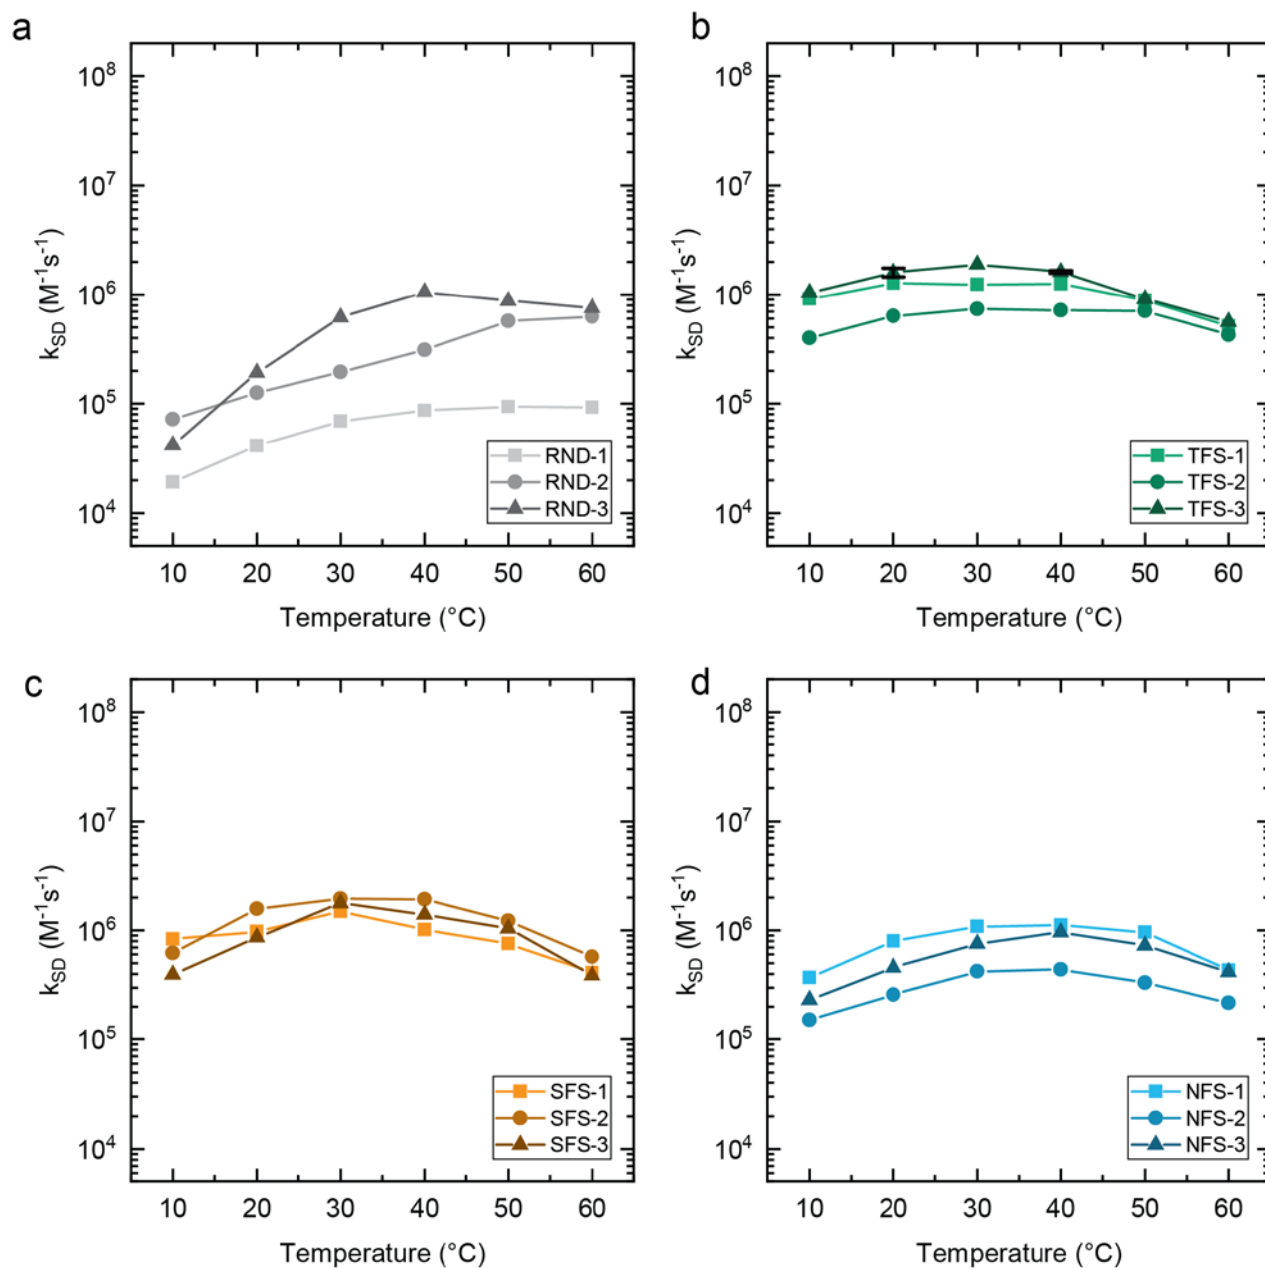 a
10⁸
10⁷
10⁶
10⁵
10⁴
k_SD (M⁻¹s⁻¹)
RND-1
RND-2
RND-3
10 20 30 40 50 60
Temperature (°C)
b
10⁸
10⁷
10⁶
10⁵
10⁴
k_SD (M⁻¹s⁻¹)
TFS-1
TFS-2
TFS-3
10 20 30 40 50 60
Temperature (°C)
c
10⁸
10⁷
10⁶
10⁵
10⁴
k_SD (M⁻¹s⁻¹)
SFS-1
SFS-2
SFS-3
10 20 30 40 50 60
Temperature (°C)
d
10⁸
10⁷
10⁶
10⁵
10⁴
k_SD (M⁻¹s⁻¹)
NFS-1
NFS-2
NFS-3
10 20 30 40 50 60
Temperature (°C)